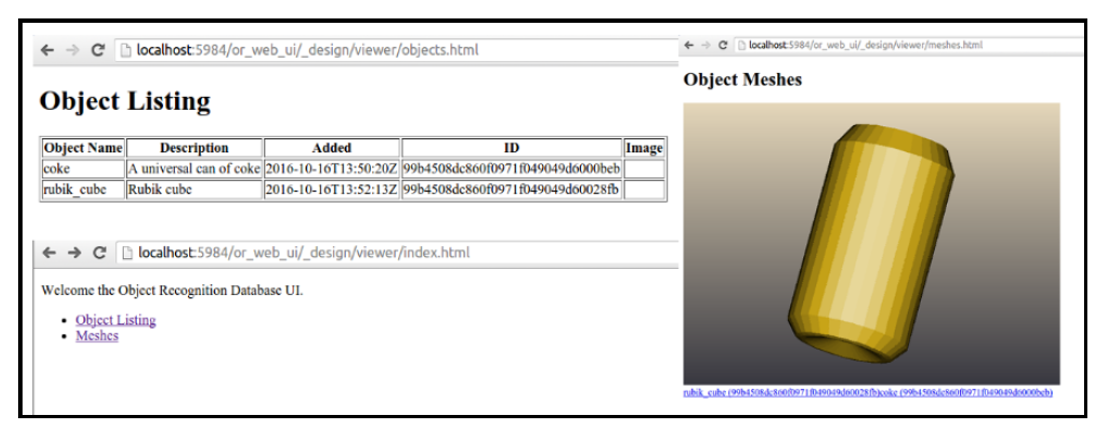 localhost:5984/or_web_ui/_design/viewer/objects.html
Object Listing
Object Name Description Added ID Image
coke A universal can of coke 2016-10-16T13:50:20Z 99b4508dc860f0971f049049d6000beb
rubik_cube Rubik cube 2016-10-16T13:52:13Z 99b4508dc860f0971f049049d60028fb
localhost:5984/or_web_ui/_design/viewer/index.html
Welcome the Object Recognition Database UI.
• Object Listing
• Meshes
localhost:5984/or_web_ui/_design/viewer/meshes.html
Object Meshes
rubik_cube (99b4508dc860f0971f049049d60028fb)coke (99b4508dc860f0971f049049d6000beb)